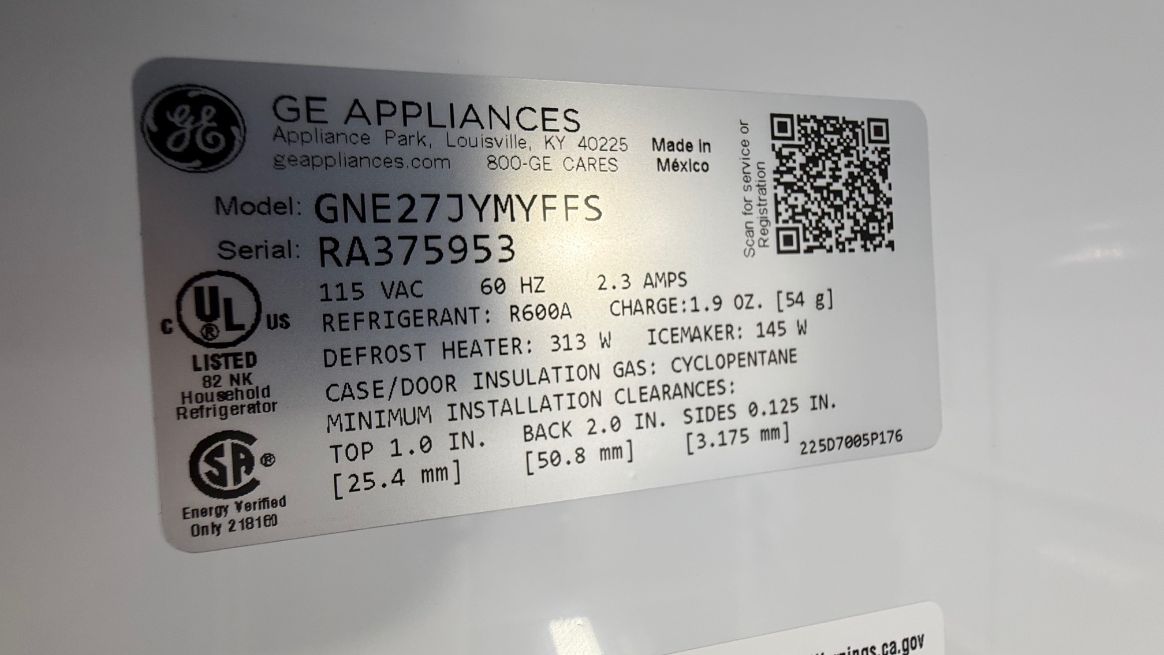 GE
GE APPLIANCES
Appliance Park, Louisville, KY 40225
geappliances.com 800-GE CARES
Made in
México
Scan for service or
Registration
Model: GNE27JYMYFFS
Serial: RA375953
115 VAC 60 HZ 2.3 AMPS
REFRIGERANT: R600A CHARGE:1.9 OZ. [54 g]
DEFROST HEATER: 313 W ICEMAKER: 145 W
CASE/DOOR INSULATION GAS: CYCLOPENTANE
MINIMUM INSTALLATION CLEARANCES:
TOP 1.0 IN. BACK 2.0 IN. SIDES 0.125 IN.
[25.4 mm] [50.8 mm] [3.175 mm]
225D7005P176
C UL ® US
LISTED
82 NK
Household
Refrigerator
SA ®
Energy Verified
Only 218160